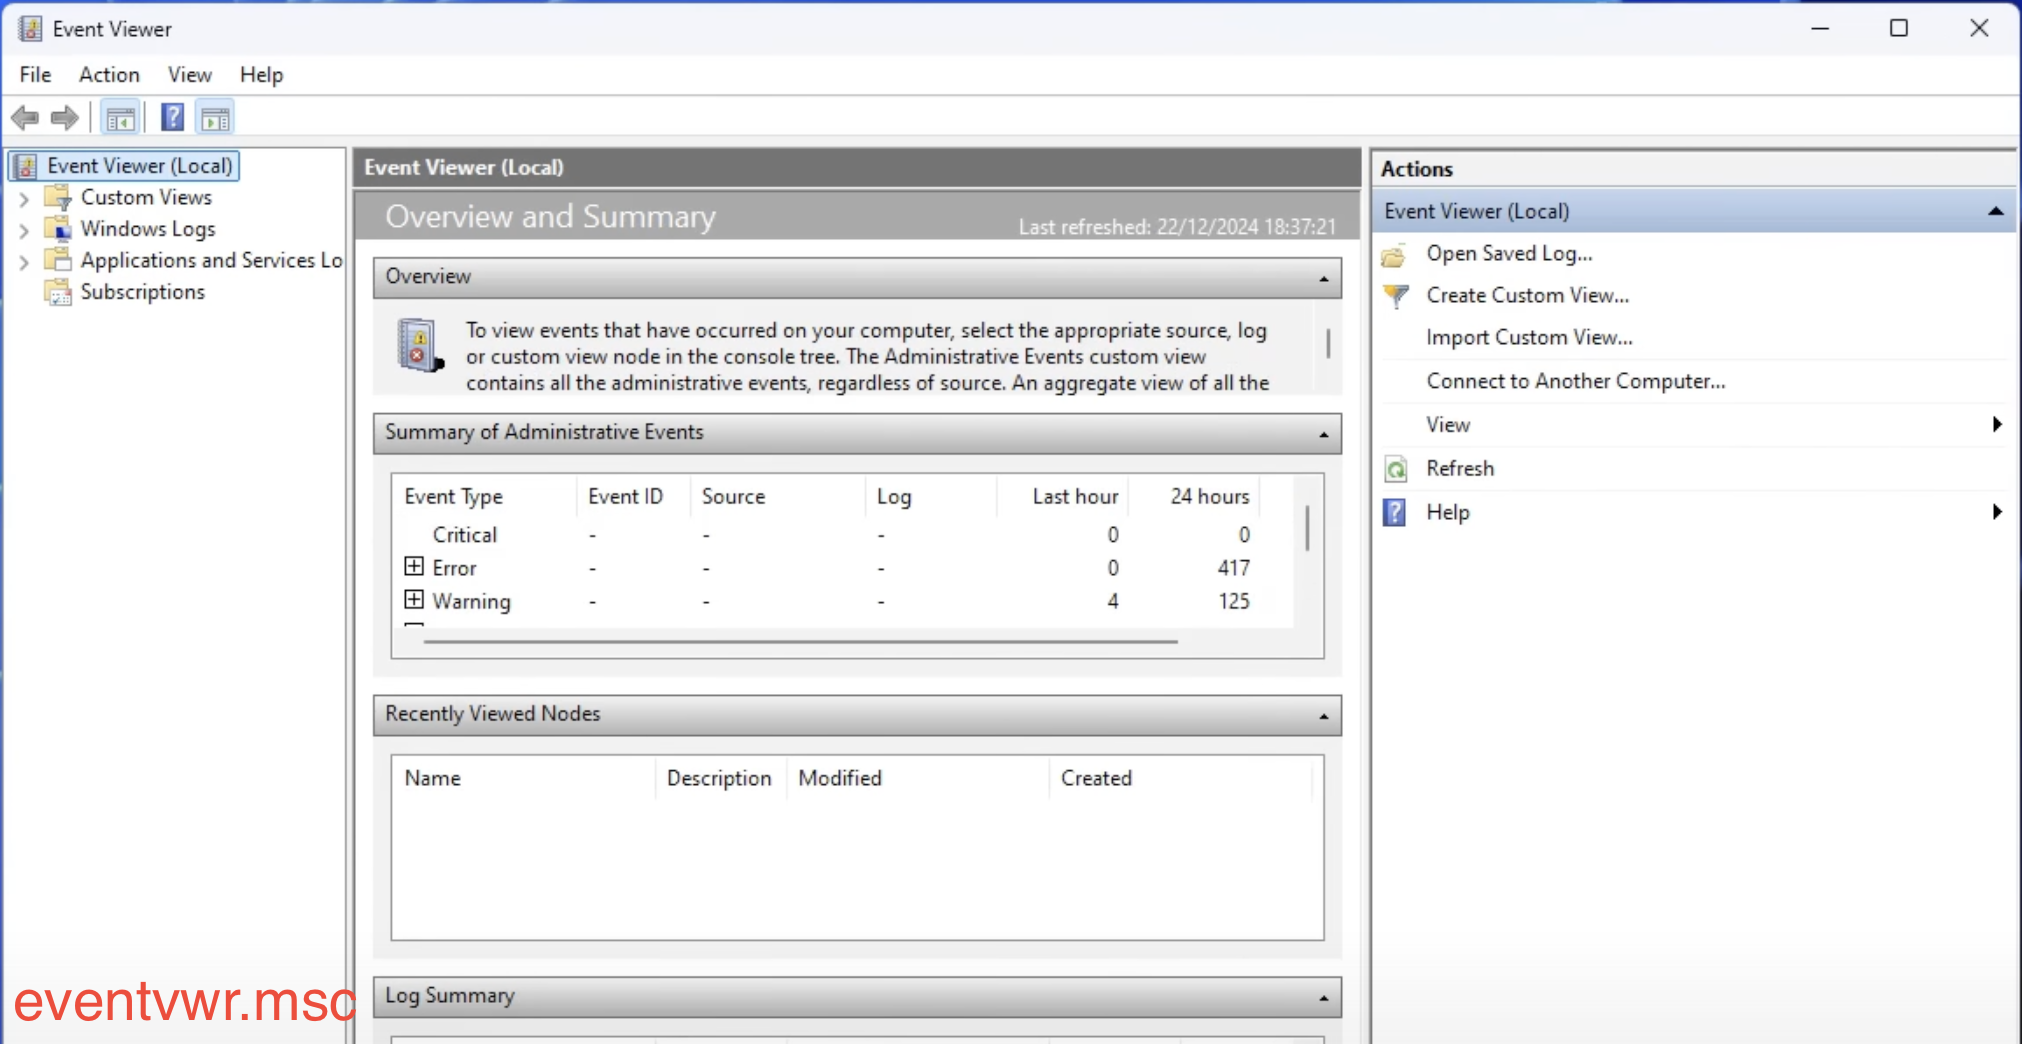 Event Viewer
File Action View Help
Event Viewer (Local)
Custom Views
Windows Logs
Applications and Services Lo
Subscriptions
Event Viewer (Local)
Overview and Summary
Last refreshed: 22/12/2024 18:37:21
Overview
To view events that have occurred on your computer, select the appropriate source, log
or custom view node in the console tree. The Administrative Events custom view
contains all the administrative events, regardless of source. An aggregate view of all the
Summary of Administrative Events
Event Type Event ID Source Log Last hour 24 hours
Critical - - - 0 0
Error - - - 0 417
Warning - - - 4 125
Recently Viewed Nodes
Name Description Modified Created
Log Summary
Actions
Event Viewer (Local)
Open Saved Log...
Create Custom View...
Import Custom View...
Connect to Another Computer...
View
Refresh
Help
eventvwr.msc